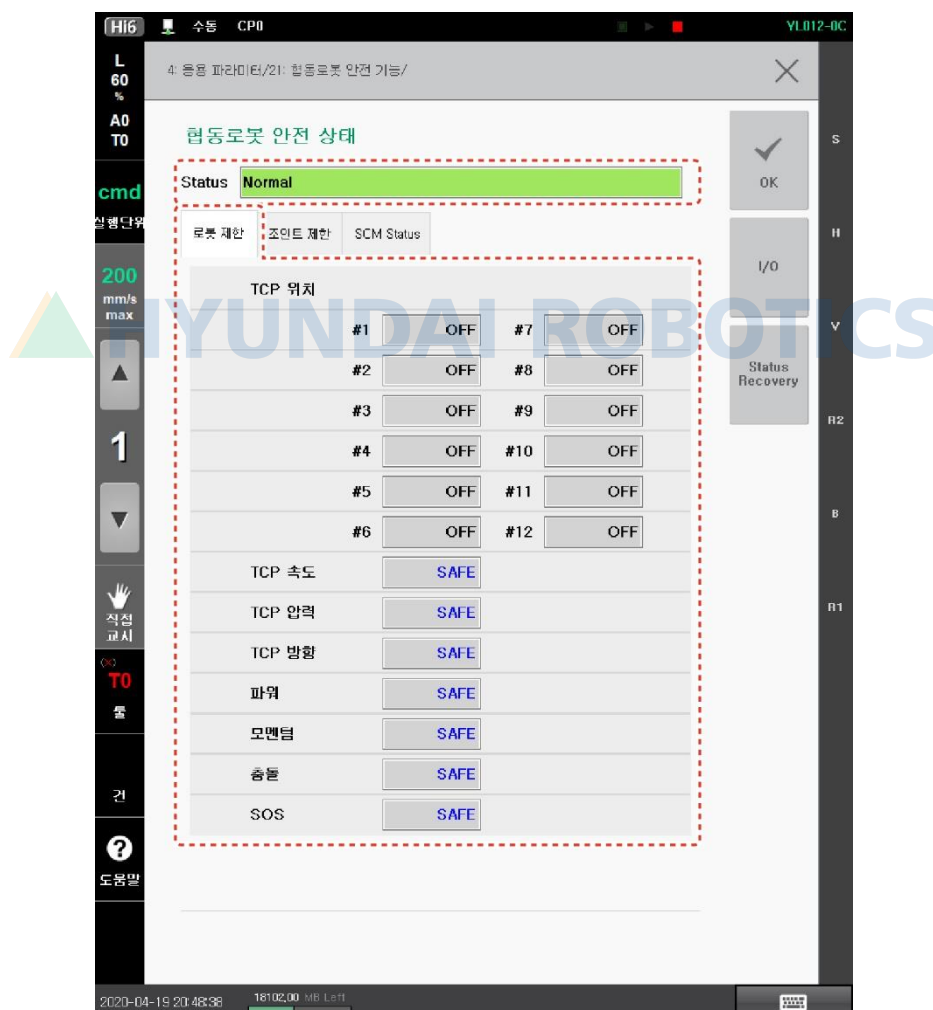 Hi6 수동 CP0 YL012-0C
L
60
%
A0
T0
cmd
실행단위
200
mm/s
max
1
직접
교시
(×)
T0
툴
건
?
도움말
4: 응용 파라미터/21: 협동로봇 안전 기능/
협동로봇 안전 상태
Status Normal
로봇 제한 조인트 제한 SCM Status
TCP 위치
#1 OFF #7 OFF
#2 OFF #8 OFF
#3 OFF #9 OFF
#4 OFF #10 OFF
#5 OFF #11 OFF
#6 OFF #12 OFF
TCP 속도 SAFE
TCP 압력 SAFE
TCP 방향 SAFE
파워 SAFE
모멘텀 SAFE
충돌 SAFE
SOS SAFE
OK
I/O
Status
Recovery
S
H
V
R2
B
R1
HYUNDAI ROBOTICS
2020-04-19 20:48:38 18102,00 MB Left